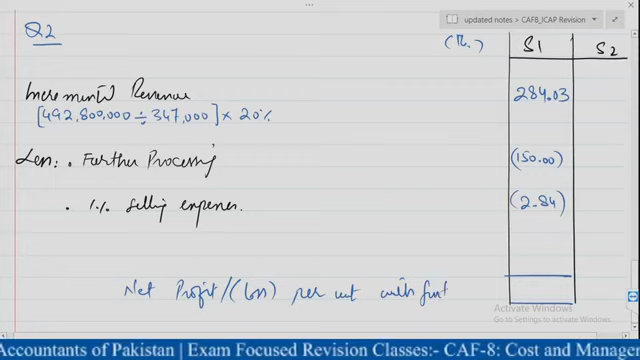 updated notes > CAF8_ICAP Revision
Q2
(Rs.) S1 S2
Incremental Revenue 284.03
[492,800,000 ÷ 347,000] × 20%
Less: • Further Processing (150.00)
• 1% Selling expenses. (2.84)
Net Profit/(loss) per unit with furt
Activate Windows
Go to Settings to activate Windows.
Accountants of Pakistan | Exam Focused Revision Classes:- CAF-8: Cost and Manager